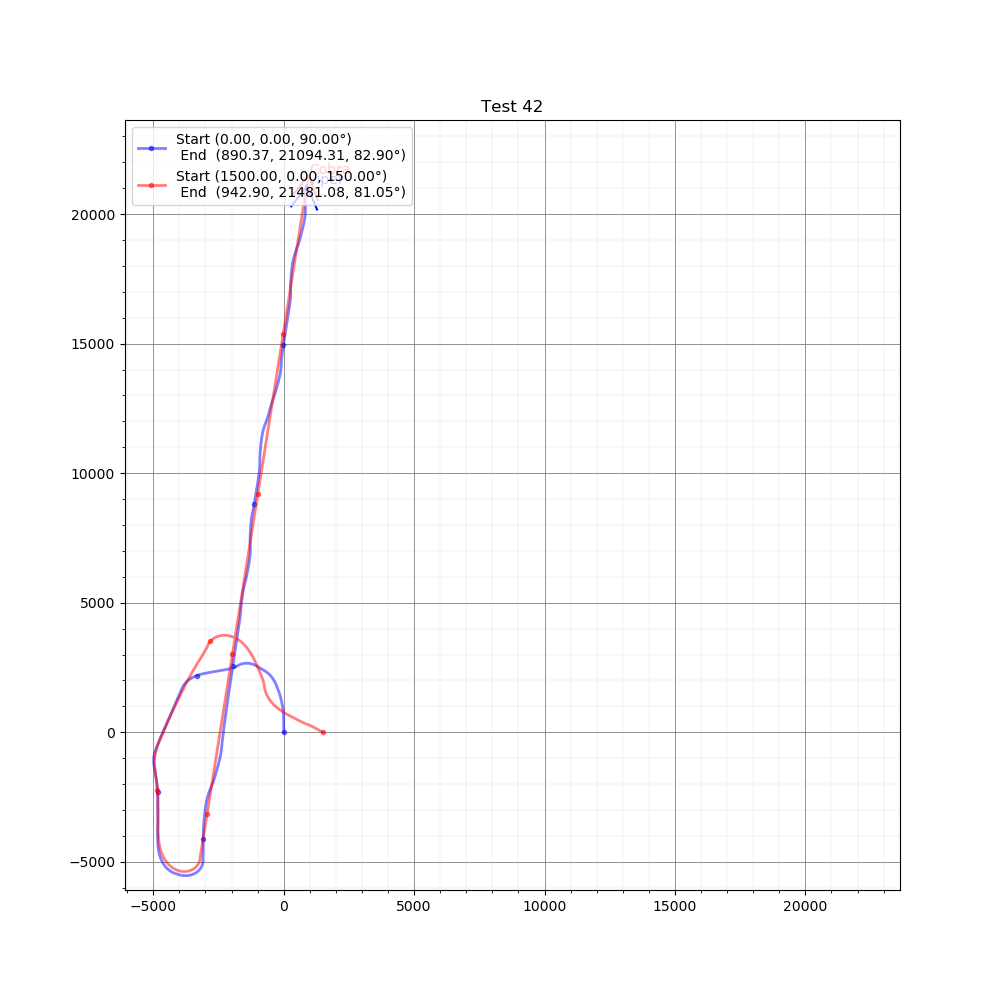 Test 42
Start (0.00, 0.00, 90.00°)
End (890.37, 21094.31, 82.90°)
Start (1500.00, 0.00, 150.00°)
End (942.90, 21481.08, 81.05°)
Cobra
20000
15000
10000
5000
0
−5000
−5000
0
5000
10000
15000
20000